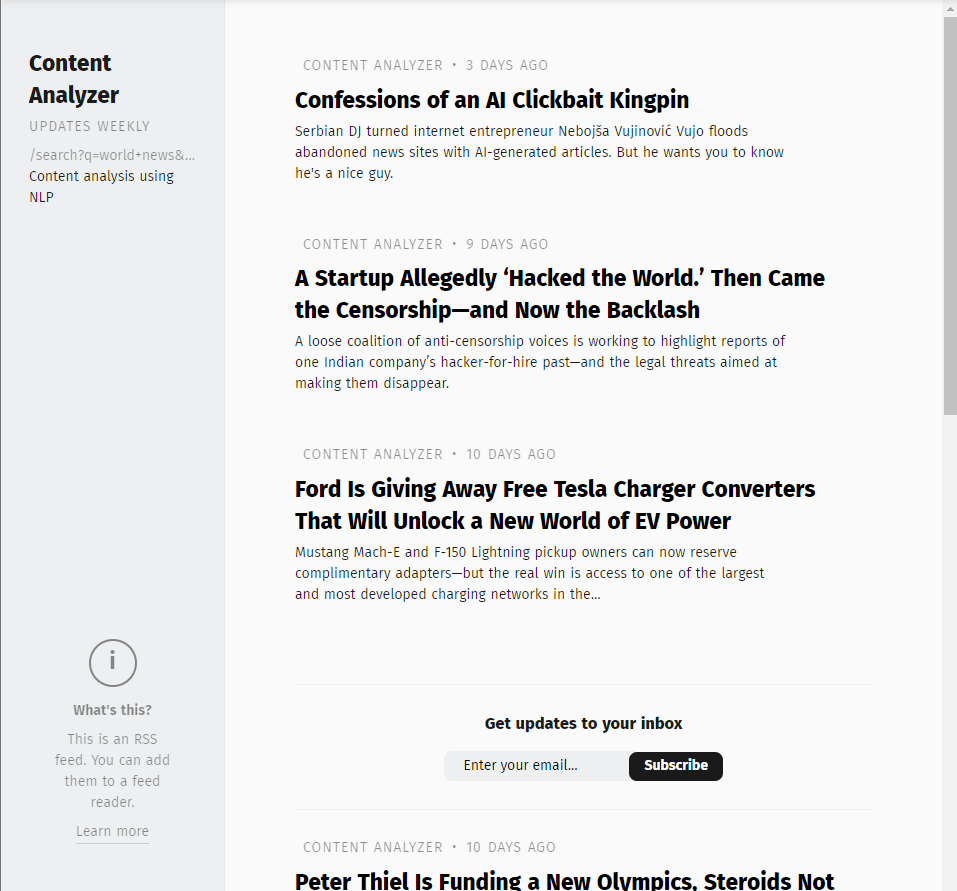 Content
Analyzer
UPDATES WEEKLY
/search?q=world+news&...
Content analysis using
NLP
i
What's this?
This is an RSS
feed. You can add
them to a feed
reader.
Learn more
CONTENT ANALYZER • 3 DAYS AGO
Confessions of an AI Clickbait Kingpin
Serbian DJ turned internet entrepreneur Nebojša Vujinović Vujo floods
abandoned news sites with AI-generated articles. But he wants you to know
he's a nice guy.
CONTENT ANALYZER • 9 DAYS AGO
A Startup Allegedly ‘Hacked the World.’ Then Came
the Censorship—and Now the Backlash
A loose coalition of anti-censorship voices is working to highlight reports of
one Indian company’s hacker-for-hire past—and the legal threats aimed at
making them disappear.
CONTENT ANALYZER • 10 DAYS AGO
Ford Is Giving Away Free Tesla Charger Converters
That Will Unlock a New World of EV Power
Mustang Mach-E and F-150 Lightning pickup owners can now reserve
complimentary adapters—but the real win is access to one of the largest
and most developed charging networks in the...
Get updates to your inbox
Enter your email...
Subscribe
CONTENT ANALYZER • 10 DAYS AGO
Peter Thiel Is Funding a New Olympics, Steroids Not